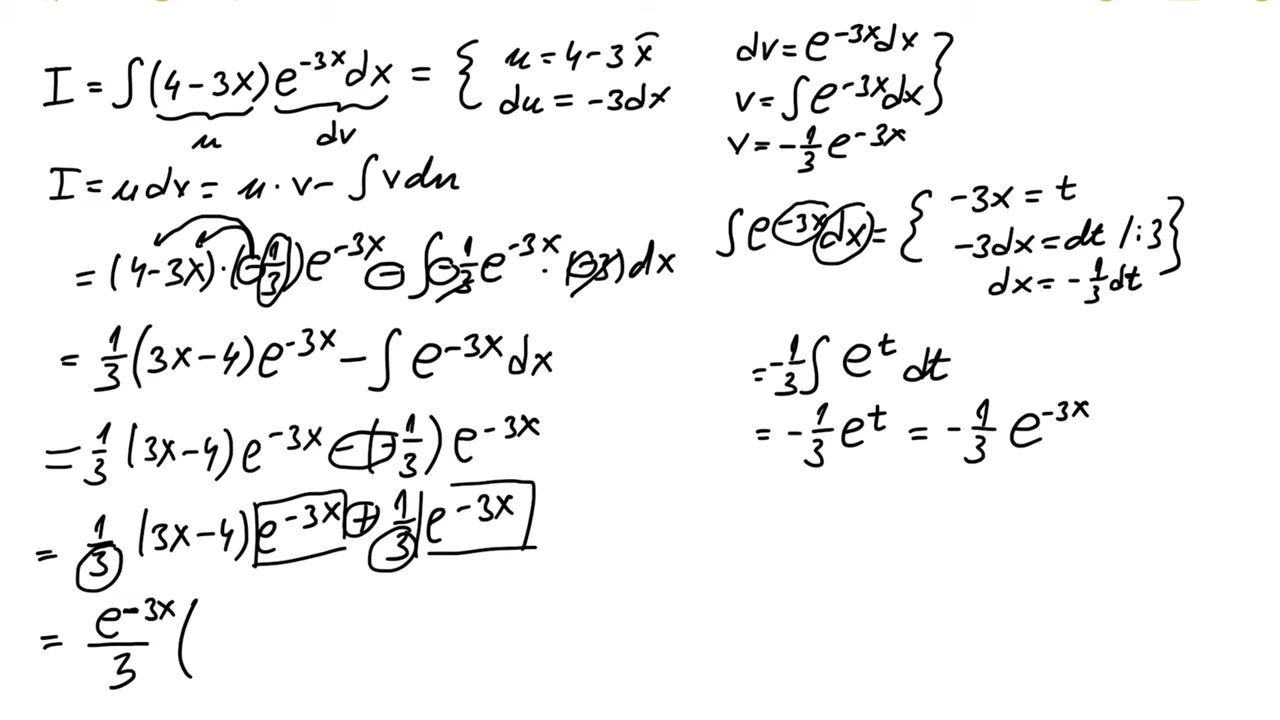 I = ∫(4-3x)e^{-3x}dx = { u = 4-3x
du = -3dx
u
dv
dv = e^{-3x}dx
v = ∫e^{-3x}dx }
v = -1/3 e^{-3x}
I = u dv = u · v - ∫v du
= (4-3x)·(-1/3)e^{-3x} - ∫-1/3 e^{-3x} · (-3)dx
= 1/3 (3x-4)e^{-3x} - ∫e^{-3x}dx
= 1/3 (3x-4)e^{-3x} - (-1/3)e^{-3x}
= 1/3 (3x-4)e^{-3x} + 1/3 e^{-3x}
= e^{-3x}/3 (
∫e^{-3x}dx = { -3x = t
-3dx = dt /:3
dx = -1/3 dt }
= -1/3 ∫e^t dt
= -1/3 e^t = -1/3 e^{-3x}